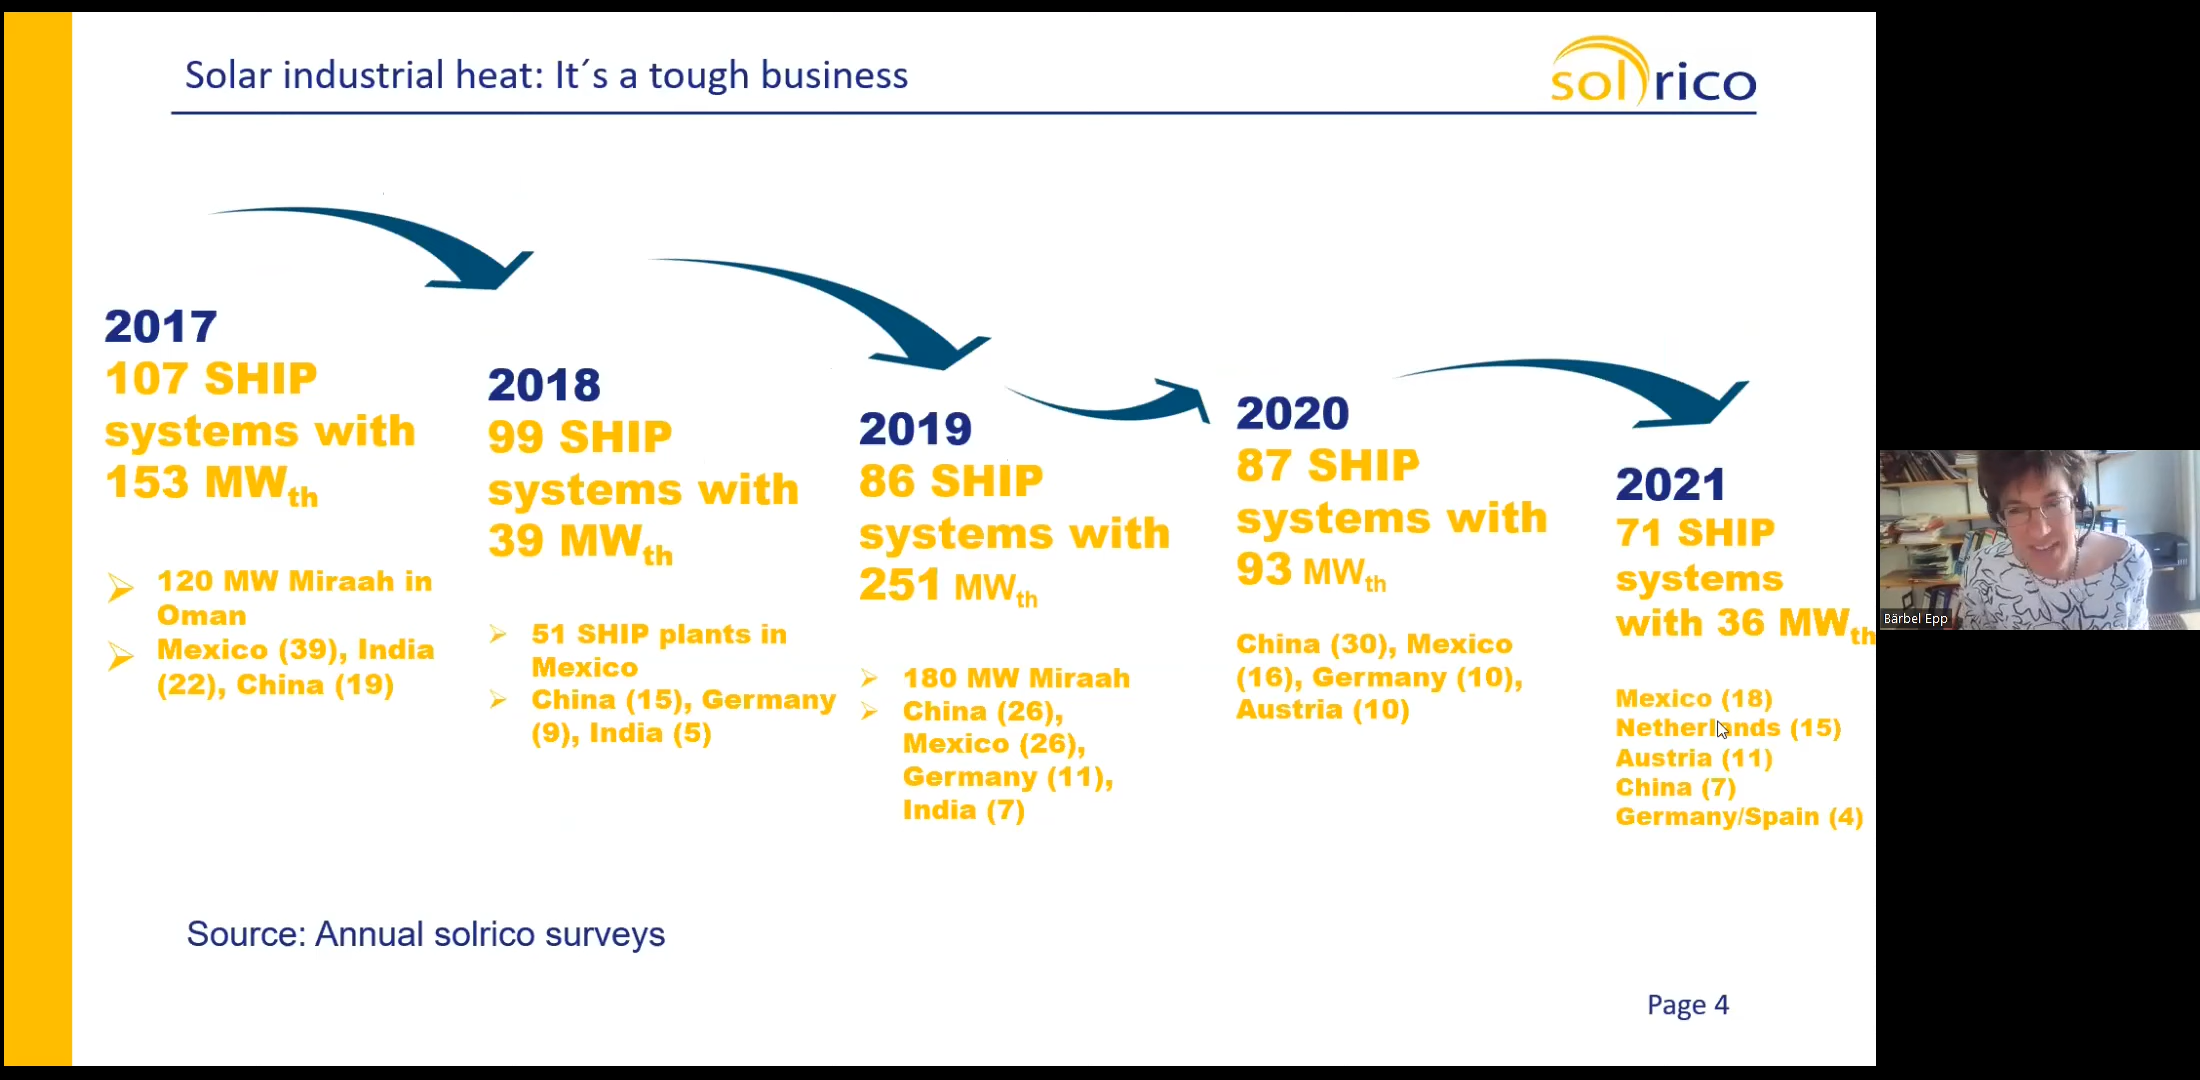 Solar industrial heat: It´s a tough business
solrico
2017
107 SHIP
systems with
153 MWth
120 MW Miraah in
Oman
Mexico (39), India
(22), China (19)
2018
99 SHIP
systems with
39 MWth
51 SHIP plants in
Mexico
China (15), Germany
(9), India (5)
2019
86 SHIP
systems with
251 MWth
180 MW Miraah
China (26),
Mexico (26),
Germany (11),
India (7)
2020
87 SHIP
systems with
93 MWth
China (30), Mexico
(16), Germany (10),
Austria (10)
2021
71 SHIP
systems
with 36 MWth
Mexico (18)
Netherlands (15)
Austria (11)
China (7)
Germany/Spain (4)
Bärbel Epp
Source: Annual solrico surveys
Page 4